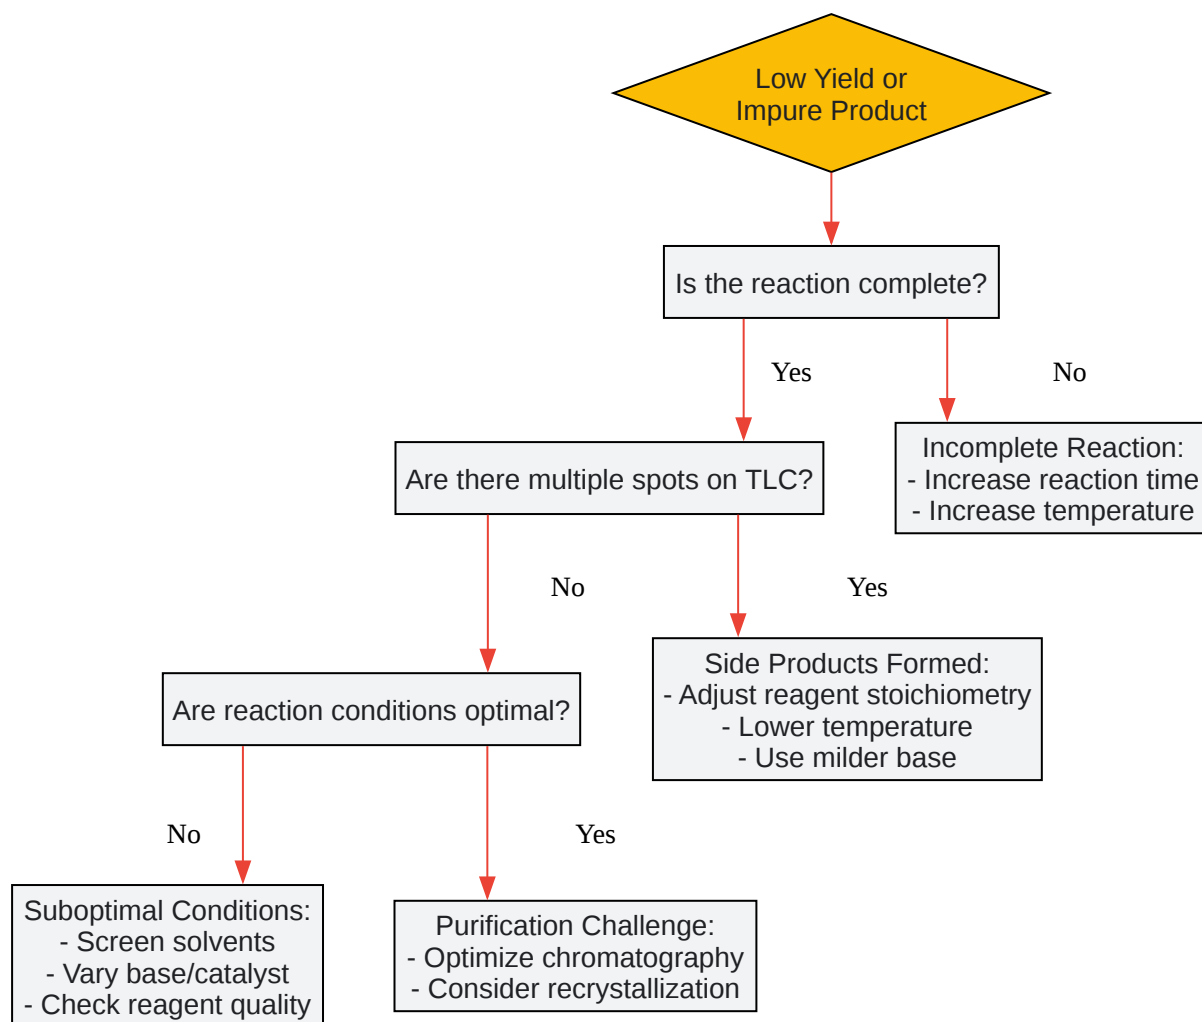 Low Yield or
Impure Product
Is the reaction complete?
Yes
No
Incomplete Reaction:
- Increase reaction time
- Increase temperature
Are there multiple spots on TLC?
No
Yes
Side Products Formed:
- Adjust reagent stoichiometry
- Lower temperature
- Use milder base
Are reaction conditions optimal?
No
Yes
Suboptimal Conditions:
- Screen solvents
- Vary base/catalyst
- Check reagent quality
Purification Challenge:
- Optimize chromatography
- Consider recrystallization